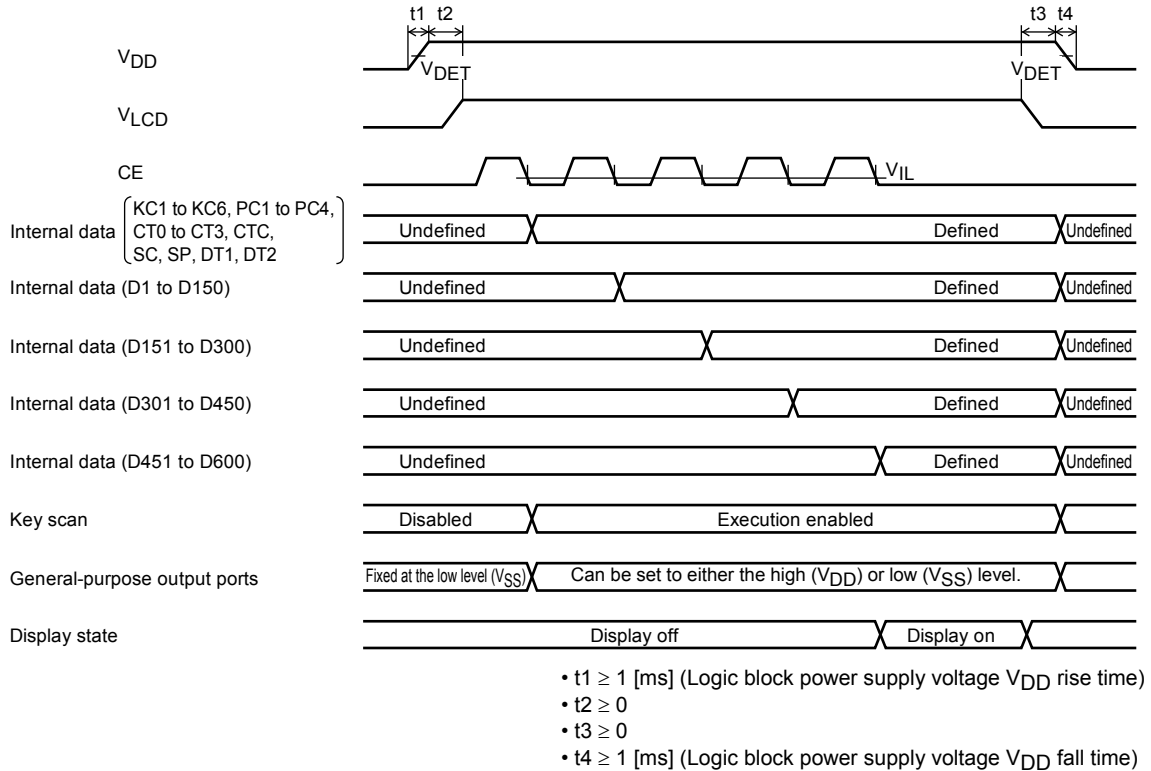 t1 t2 t3 t4
VDD
VDET VDET
VLCD
CE
VIL
Internal data KC1 to KC6, PC1 to PC4,
CT0 to CT3, CTC,
SC, SP, DT1, DT2
Undefined Defined Undefined
Internal data (D1 to D150) Undefined Defined Undefined
Internal data (D151 to D300) Undefined Defined Undefined
Internal data (D301 to D450) Undefined Defined Undefined
Internal data (D451 to D600) Undefined Defined Undefined
Key scan Disabled Execution enabled
General-purpose output ports Fixed at the low level (VSS) Can be set to either the high (VDD) or low (VSS) level.
Display state Display off Display on
• t1 ≥ 1 [ms] (Logic block power supply voltage VDD rise time)
• t2 ≥ 0
• t3 ≥ 0
• t4 ≥ 1 [ms] (Logic block power supply voltage VDD fall time)